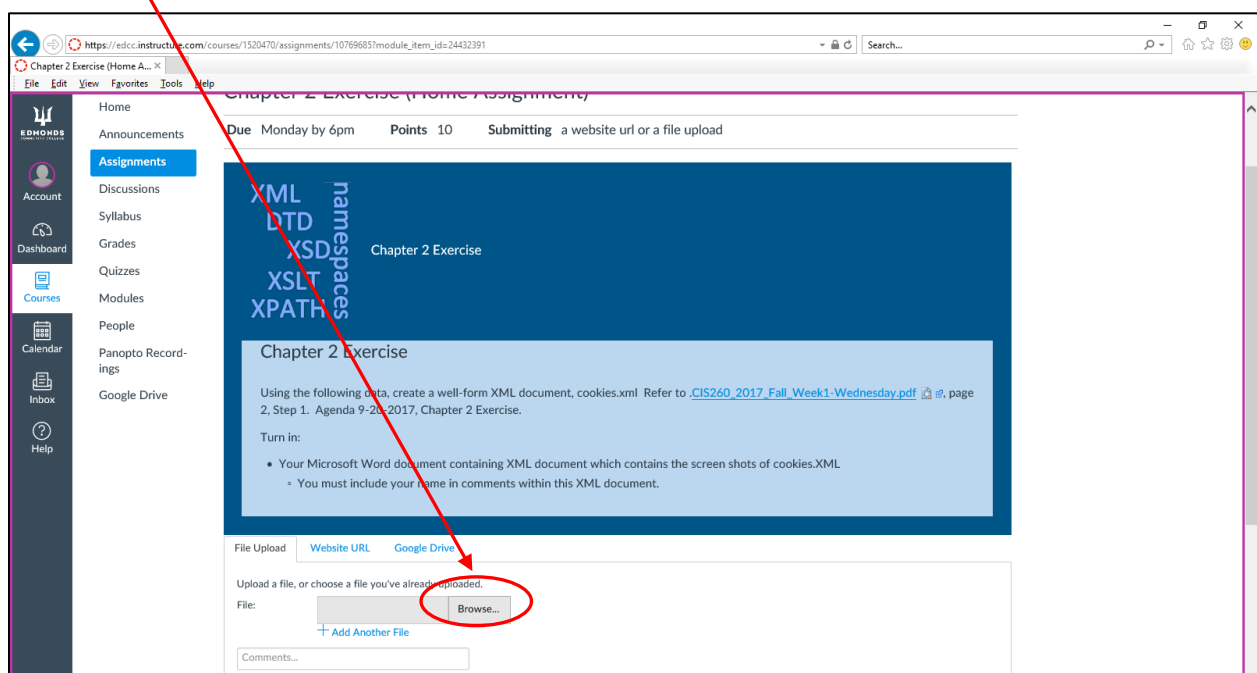 https://edcc.instructure.com/courses/1520470/assignments/10769685?module_item_id=24432391
Search...
Chapter 2 Exercise (Home A...
File Edit View Favorites Tools Help
EDMONDS
Account
Dashboard
Courses
Calendar
Inbox
Help
Home
Announcements
Assignments
Discussions
Syllabus
Grades
Quizzes
Modules
People
Panopto Record-
ings
Google Drive
Chapter 2 Exercise (Home Assignment)
Due Monday by 6pm Points 10 Submitting a website url or a file upload
XML
DTD
XSD
XSLT
XPATH
namespaces
Chapter 2 Exercise
Chapter 2 Exercise
Using the following data, create a well-form XML document, cookies.xml Refer to .CIS260_2017_Fall_Week1-Wednesday.pdf , page
2, Step 1. Agenda 9-20-2017, Chapter 2 Exercise.
Turn in:
• Your Microsoft Word document containing XML document which contains the screen shots of cookies.XML
◦ You must include your name in comments within this XML document.
File Upload Website URL Google Drive
Upload a file, or choose a file you've already uploaded.
File: Browse...
+ Add Another File
Comments...